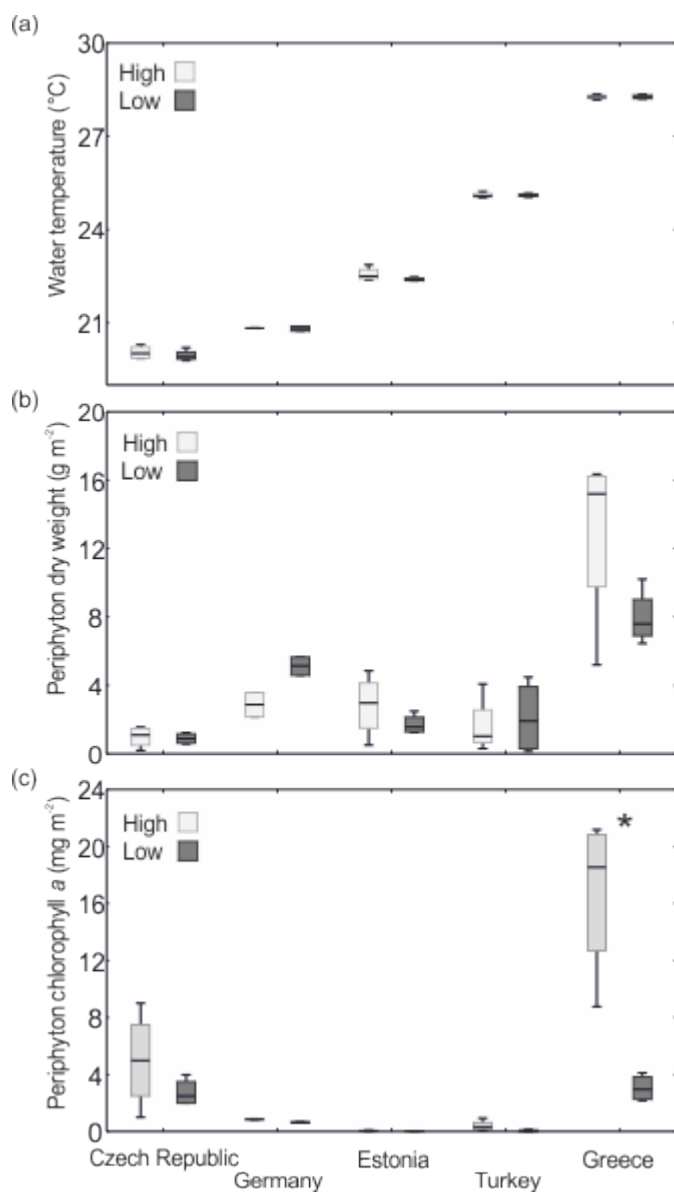 (a)
Water temperature (°C)
30
27
24
21
High
Low
(b)
Periphyton dry weight (g m⁻²)
20
16
12
8
4
0
High
Low
(c)
Periphyton chlorophyll a (mg m⁻²)
24
20
16
12
8
4
0
High
Low
*
Czech Republic
Germany
Estonia
Turkey
Greece